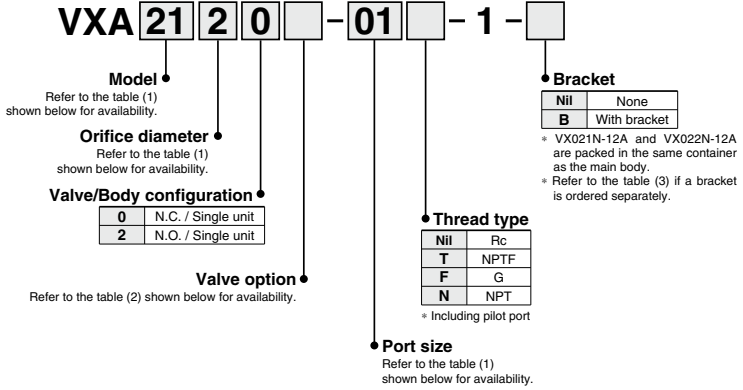 VXA 21 2 0 - 01 - 1 -
Model
Refer to the table (1)
shown below for availability.
Orifice diameter
Refer to the table (1)
shown below for availability.
Valve/Body configuration
0 N.C. / Single unit
2 N.O. / Single unit
Valve option
Refer to the table (2) shown below for availability.
Bracket
Nil None
B With bracket
∗ VX021N-12A and VX022N-12A
are packed in the same container
as the main body.
∗ Refer to the table (3) if a bracket
is ordered separately.
Thread type
Nil Rc
T NPTF
F G
N NPT
∗ Including pilot port
Port size
Refer to the table (1)
shown below for availability.